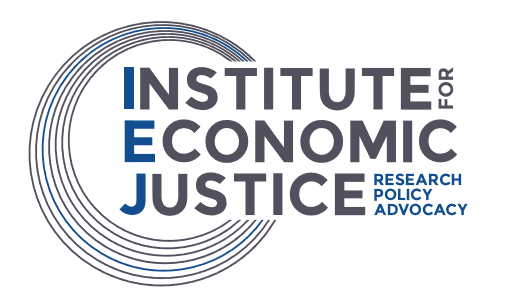 INSTITUTE FOR
ECONOMIC
JUSTICE
RESEARCH
POLICY
ADVOCACY